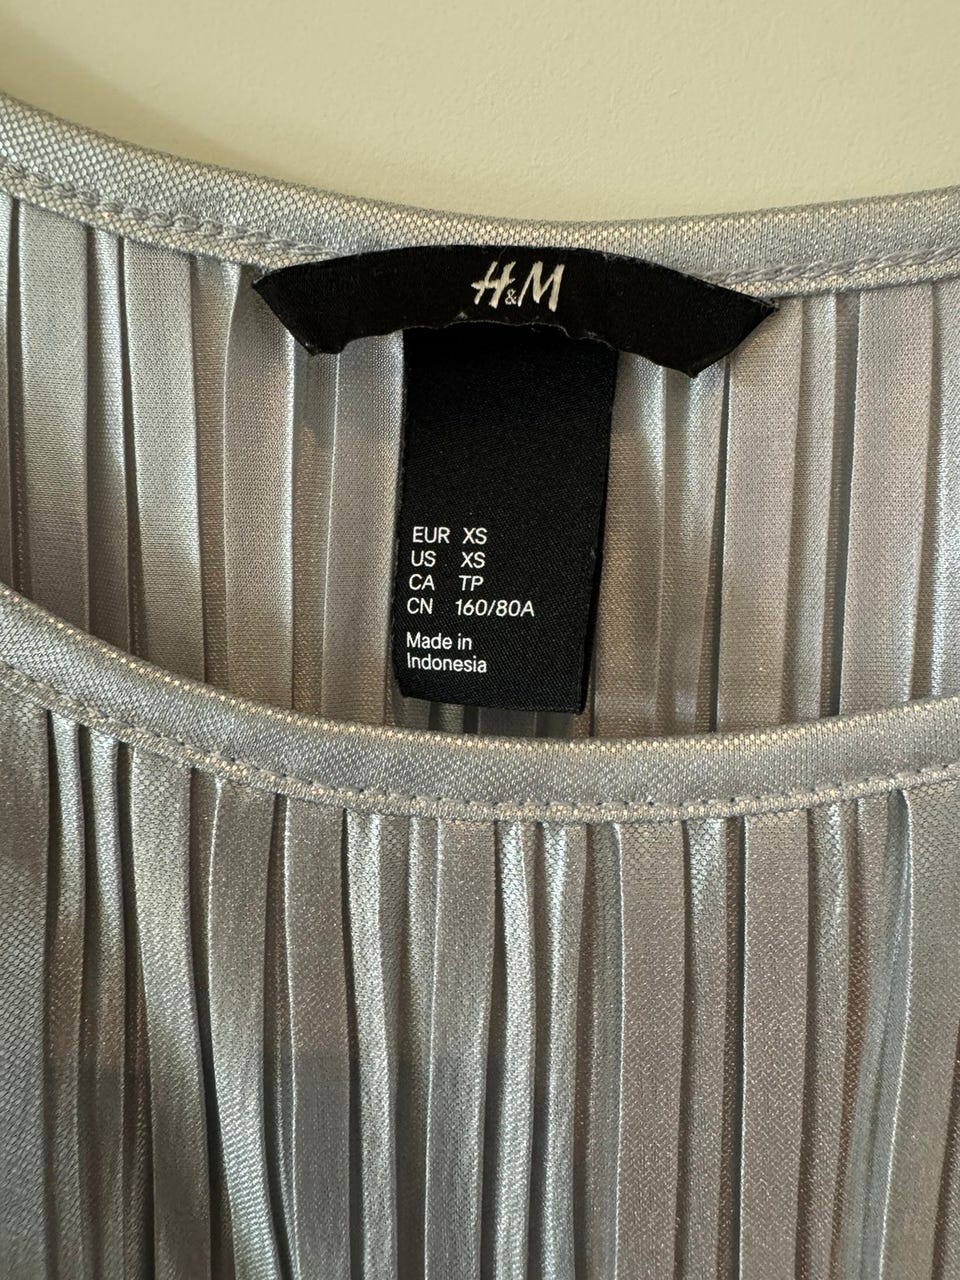 H&M
EUR XS
US XS
CA TP
CN 160/80A
Made in
Indonesia